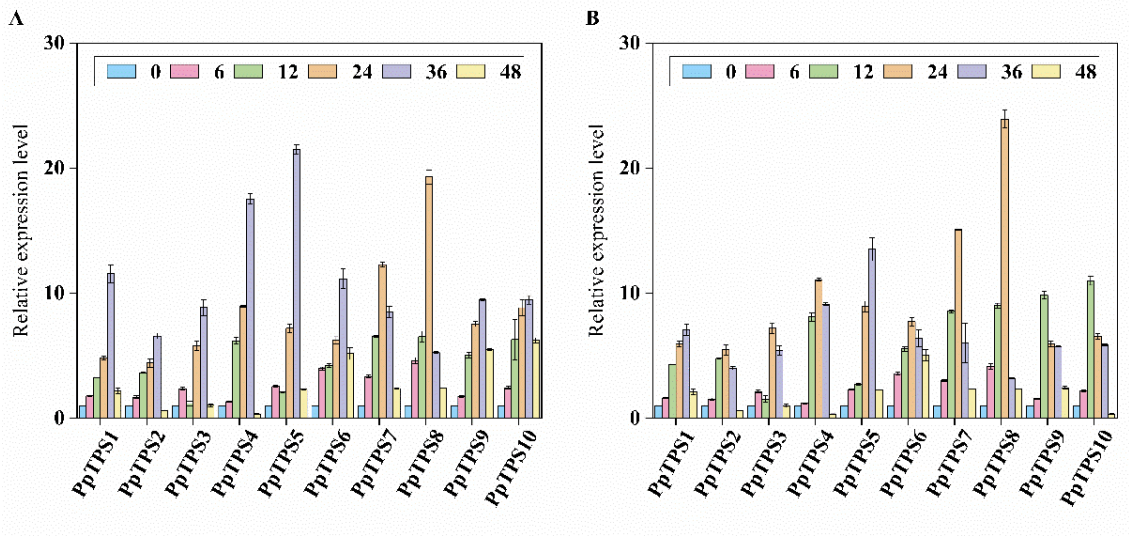 A
B
30
0 6 12 24 36 48
20
10
0
Relative expression level
PpTPS1 PpTPS2 PpTPS3 PpTPS4 PpTPS5 PpTPS6 PpTPS7 PpTPS8 PpTPS9 PpTPS10
30
0 6 12 24 36 48
20
10
0
Relative expression level
PpTPS1 PpTPS2 PpTPS3 PpTPS4 PpTPS5 PpTPS6 PpTPS7 PpTPS8 PpTPS9 PpTPS10